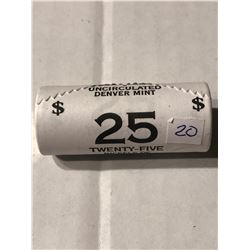 UNCIRCULATED
DENVER MINT
$ $
25 20
TWENTY-FIVE